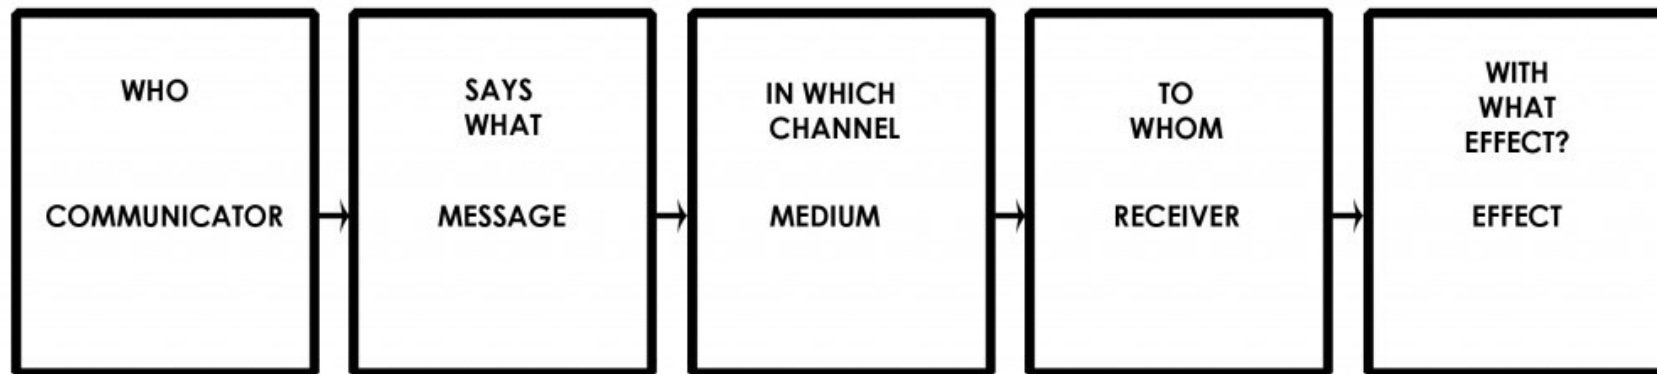 WHO
COMMUNICATOR
SAYS
WHAT
MESSAGE
IN WHICH
CHANNEL
MEDIUM
TO
WHOM
RECEIVER
WITH
WHAT
EFFECT?
EFFECT